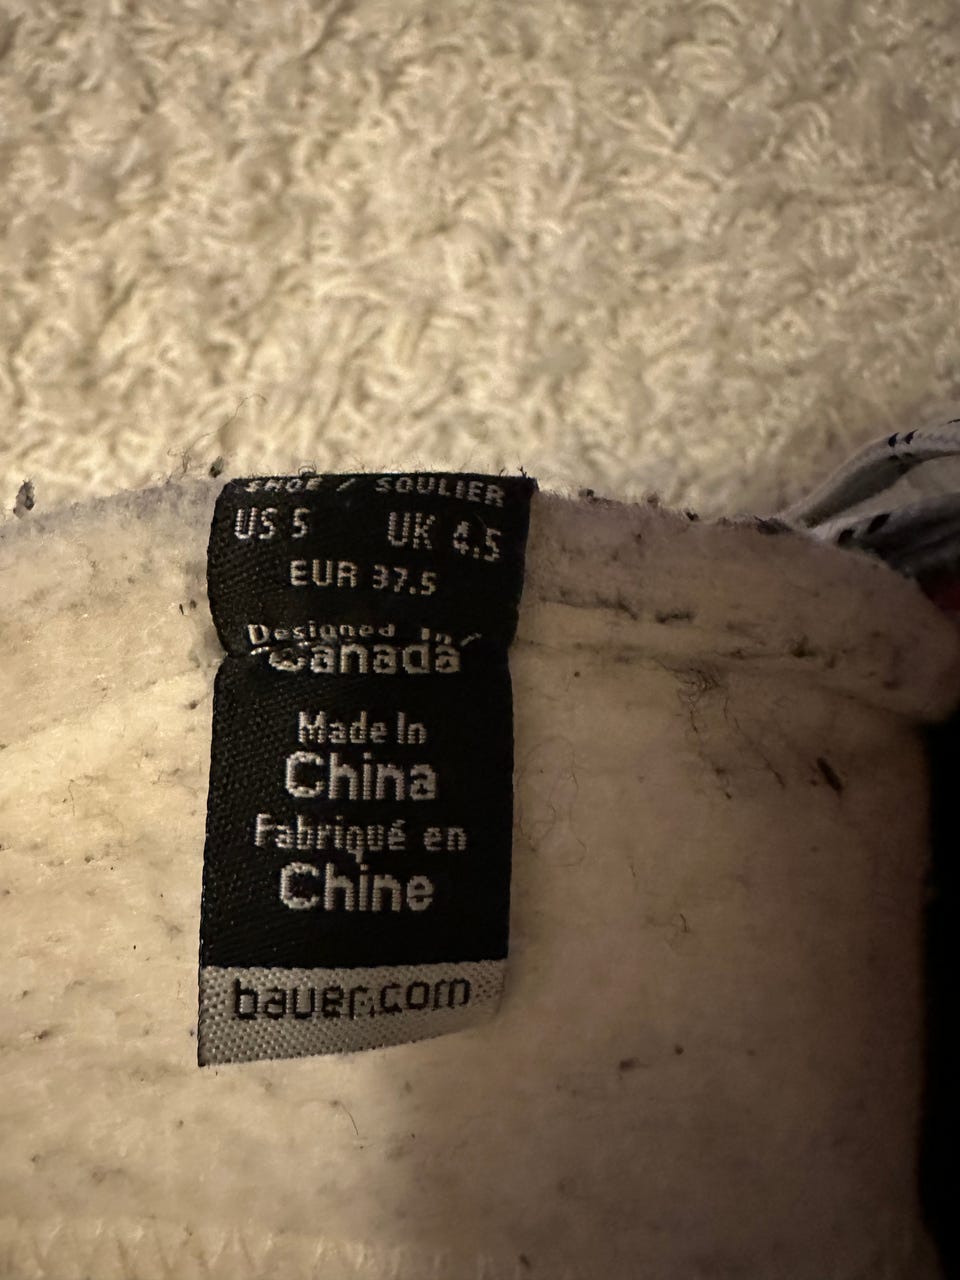 SHOE / SOULIER
US 5 UK 4.5
EUR 37.5
Designed in /
Canada
Made In
China
Fabriqué en
Chine
bauer.com